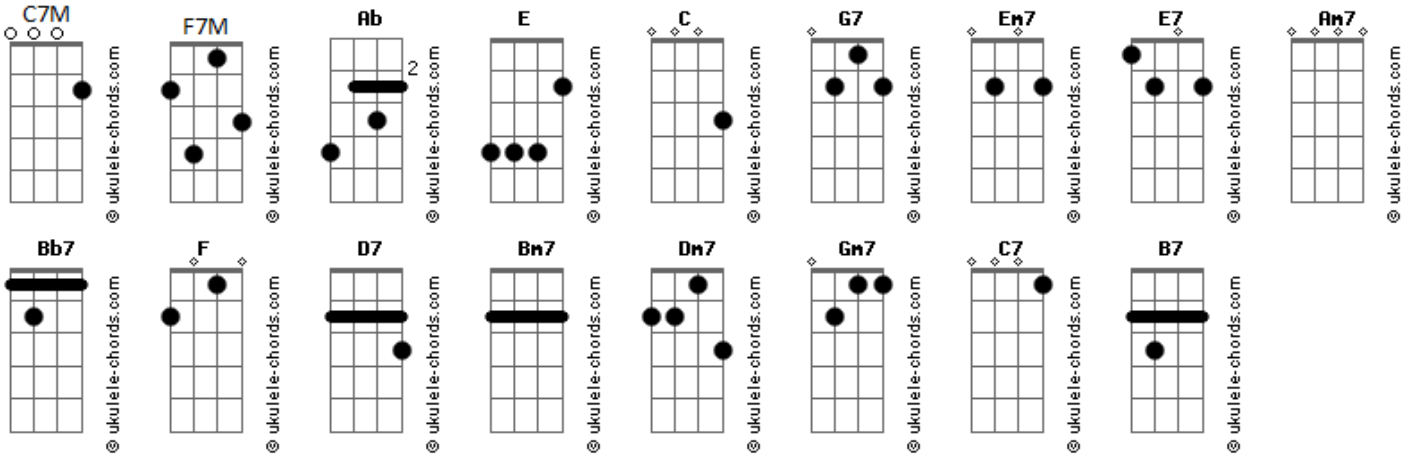 C7M F7M Ab E C G7 Em7 E7 Am7
2
© ukulele-chords.com © ukulele-chords.com © ukulele-chords.com © ukulele-chords.com © ukulele-chords.com © ukulele-chords.com © ukulele-chords.com © ukulele-chords.com © ukulele-chords.com
Bb7 F D7 Bm7 Dm7 Gm7 C7 B7
© ukulele-chords.com © ukulele-chords.com © ukulele-chords.com © ukulele-chords.com © ukulele-chords.com © ukulele-chords.com © ukulele-chords.com © ukulele-chords.com